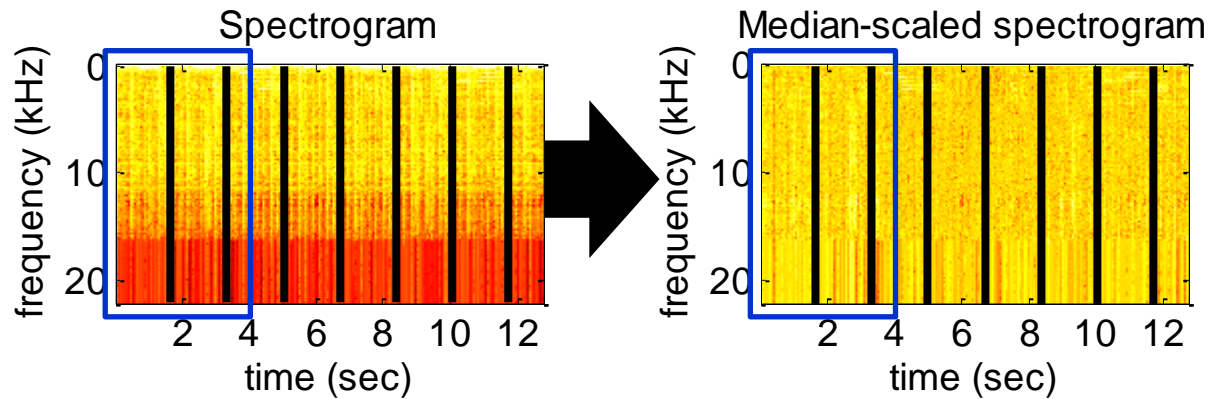 Spectrogram
frequency (kHz)
0
10
20
2 4 6 8 10 12
time (sec)
Median-scaled spectrogram
frequency (kHz)
0
10
20
2 4 6 8 10 12
time (sec)